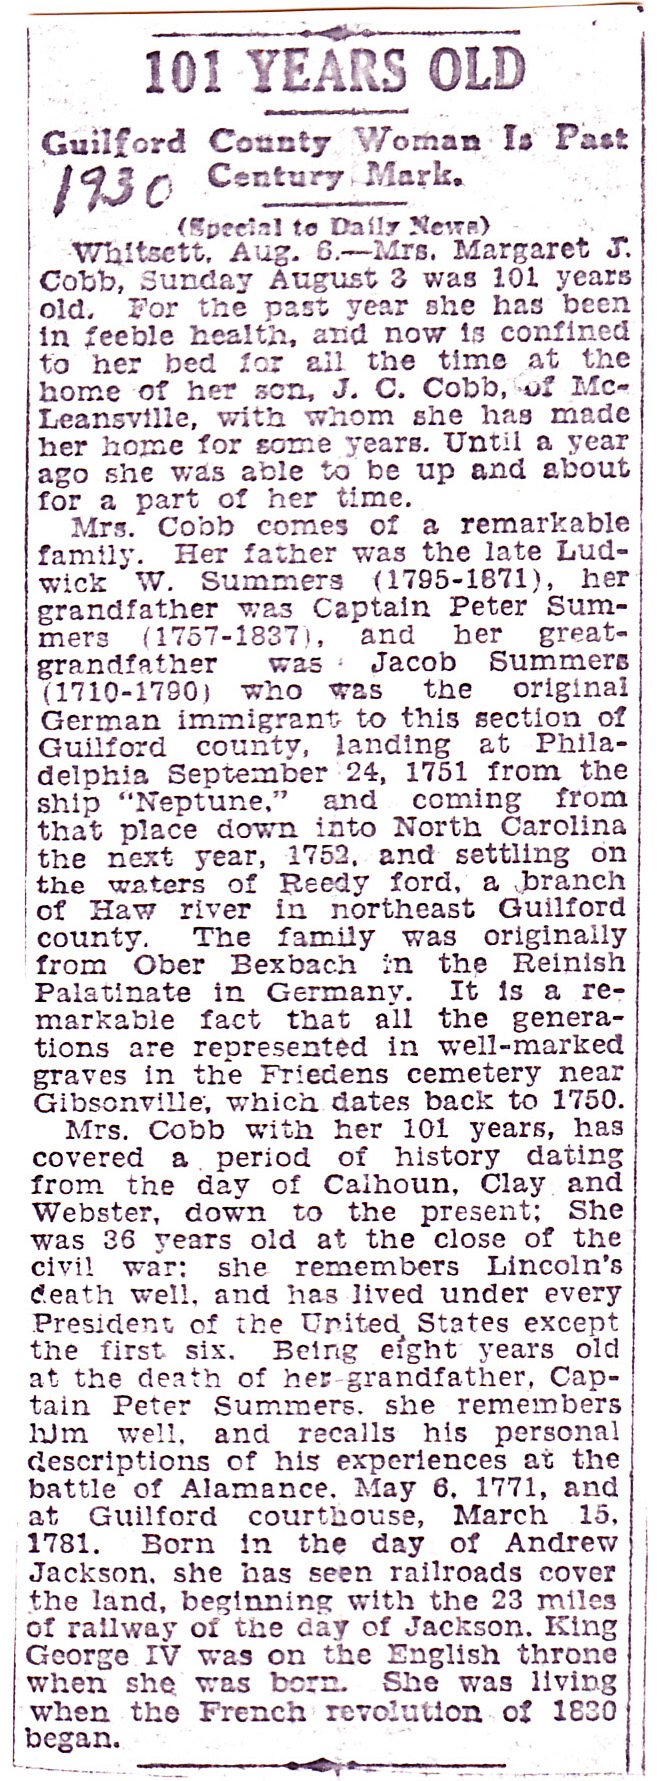 101 YEARS OLD
Guilford County Woman Is Past
Century Mark.
1930
(Special to Daily News)
Whitsett, Aug. 6.—Mrs. Margaret J.
Cobb, Sunday August 3 was 101 years
old. For the past year she has been
in feeble health, and now is confined
to her bed for all the time at the
home of her son, J. C. Cobb, of Mc-
Leansville, with whom she has made
her home for some years. Until a year
ago she was able to be up and about
for a part of her time.
Mrs. Cobb comes of a remarkable
family. Her father was the late Lud-
wick W. Summers (1795-1871), her
grandfather was Captain Peter Sum-
mers (1757-1837), and her great-
grandfather was Jacob Summers
(1710-1790) who was the original
German immigrant to this section of
Guilford county, landing at Phila-
delphia September 24, 1751 from the
ship "Neptune," and coming from
that place down into North Carolina
the next year, 1752, and settling on
the waters of Reedy ford, a branch
of Haw river in northeast Guilford
county. The family was originally
from Ober Bexbach in the Reinish
Palatinate in Germany. It is a re-
markable fact that all the genera-
tions are represented in well-marked
graves in the Friedens cemetery near
Gibsonville, which dates back to 1750.
Mrs. Cobb with her 101 years, has
covered a period of history dating
from the day of Calhoun, Clay and
Webster, down to the present; She
was 36 years old at the close of the
civil war; she remembers Lincoln's
death well, and has lived under every
President of the United States except
the first six. Being eight years old
at the death of her grandfather, Cap-
tain Peter Summers, she remembers
him well, and recalls his personal
descriptions of his experiences at the
battle of Alamance, May 6, 1771, and
at Guilford courthouse, March 15,
1781. Born in the day of Andrew
Jackson, she has seen railroads cover
the land, beginning with the 23 miles
of railway of the day of Jackson. King
George IV was on the English throne
when she was born. She was living
when the French revolution of 1830
began.